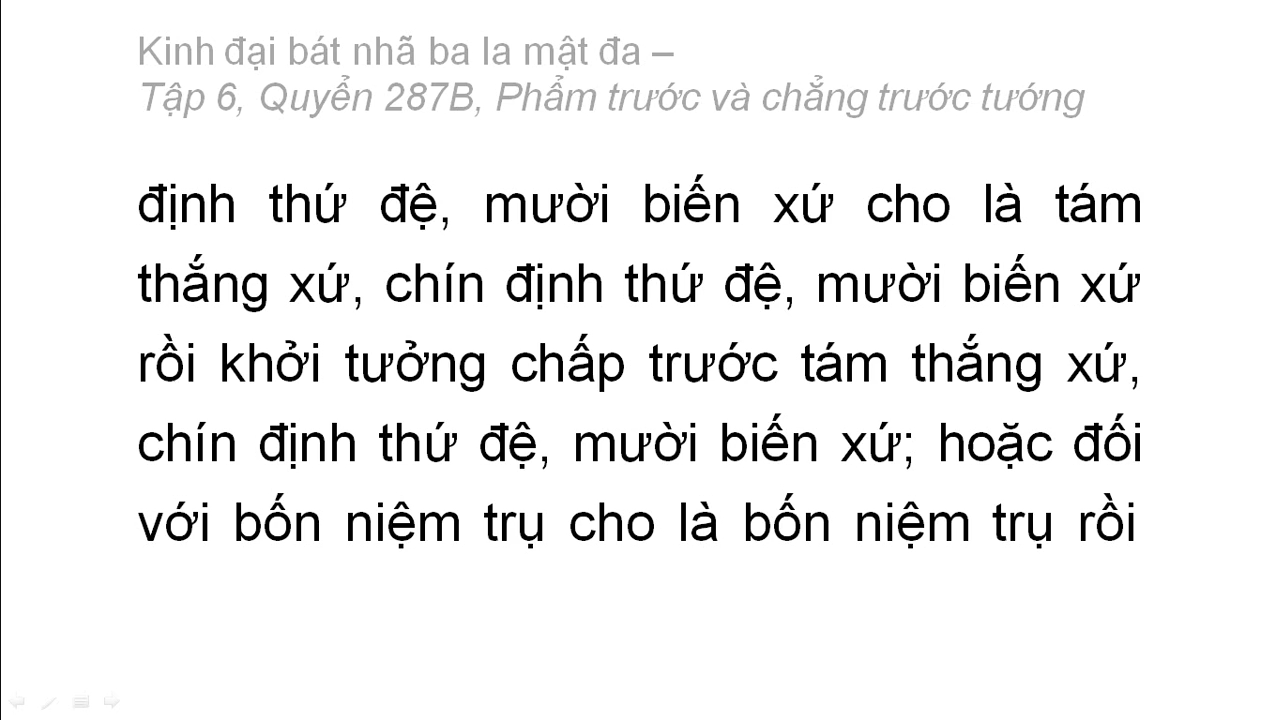 Kinh đại bát nhã ba la mật đa –
Tập 6, Quyển 287B, Phẩm trước và chẳng trước tướng
định thứ đệ, mười biến xứ cho là tám
thắng xứ, chín định thứ đệ, mười biến xứ
rồi khởi tưởng chấp trước tám thắng xứ,
chín định thứ đệ, mười biến xứ; hoặc đối
với bốn niệm trụ cho là bốn niệm trụ rồi